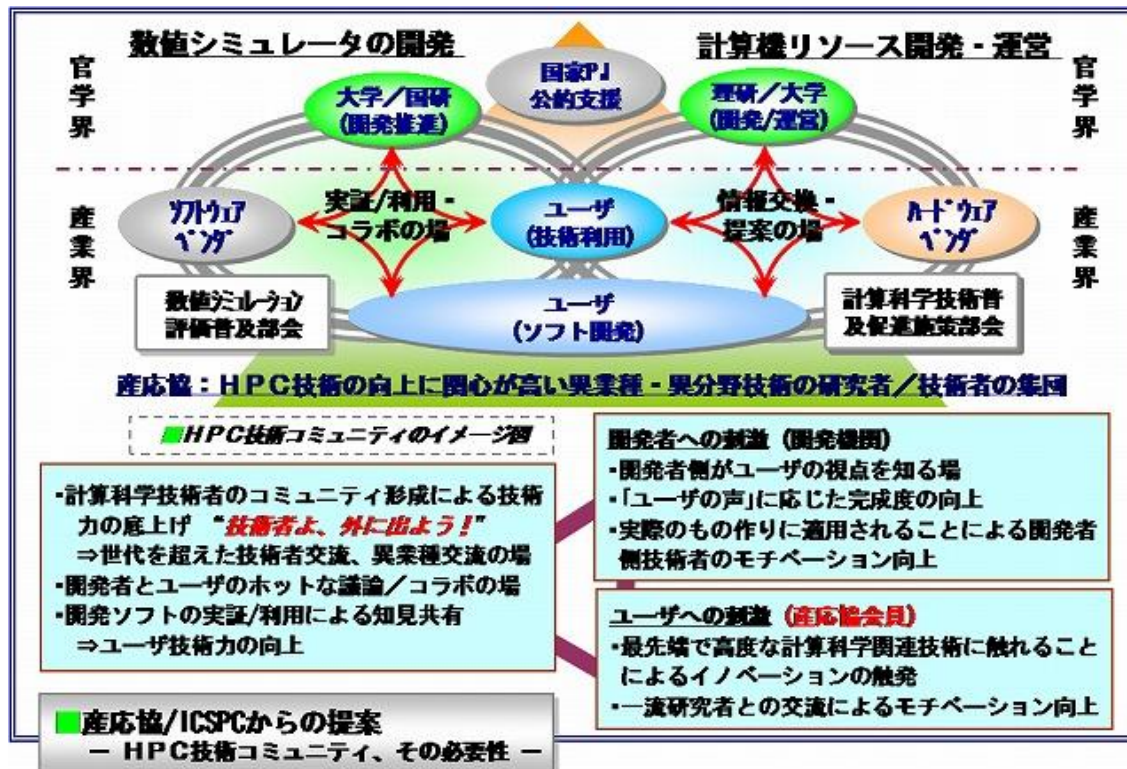 数値シミュレータの開発
計算機リソース開発・運営
官学界
国家PJ
公的支援
官学界
大学/国研
(開発推進)
理研/大学
(開発/運営)
産業界
ソフトウェア
ベンダ
実証/利用・
コラボの場
ユーザ
(技術利用)
情報交換・
提案の場
ハードウェア
ベンダ
産業界
数値シミュレーション
評価普及部会
ユーザ
(ソフト開発)
計算科学技術普
及促進施策部会
産応協：HPC技術の向上に関心が高い異業種・異分野技術の研究者/技術者の集団
■HPC技術コミュニティのイメージ図
・計算科学技術者のコミュニティ形成による技術
力の底上げ “技術者よ、外に出よう！”
⇒世代を超えた技術者交流、異業種交流の場
・開発者とユーザのホットな議論/コラボの場
・開発ソフトの実証/利用による知見共有
⇒ユーザ技術力の向上
開発者への刺激（開発機関）
・開発者側がユーザの視点を知る場
・「ユーザの声」に応じた完成度の向上
・実際のもの作りに適用されることによる開発者
側技術者のモチベーション向上
ユーザへの刺激（産応協会員）
・最先端で高度な計算科学関連技術に触れること
によるイノベーションの触発
・一流研究者との交流によるモチベーション向上
■産応協/ICSPCからの提案
－ HPC技術コミュニティ、その必要性 －